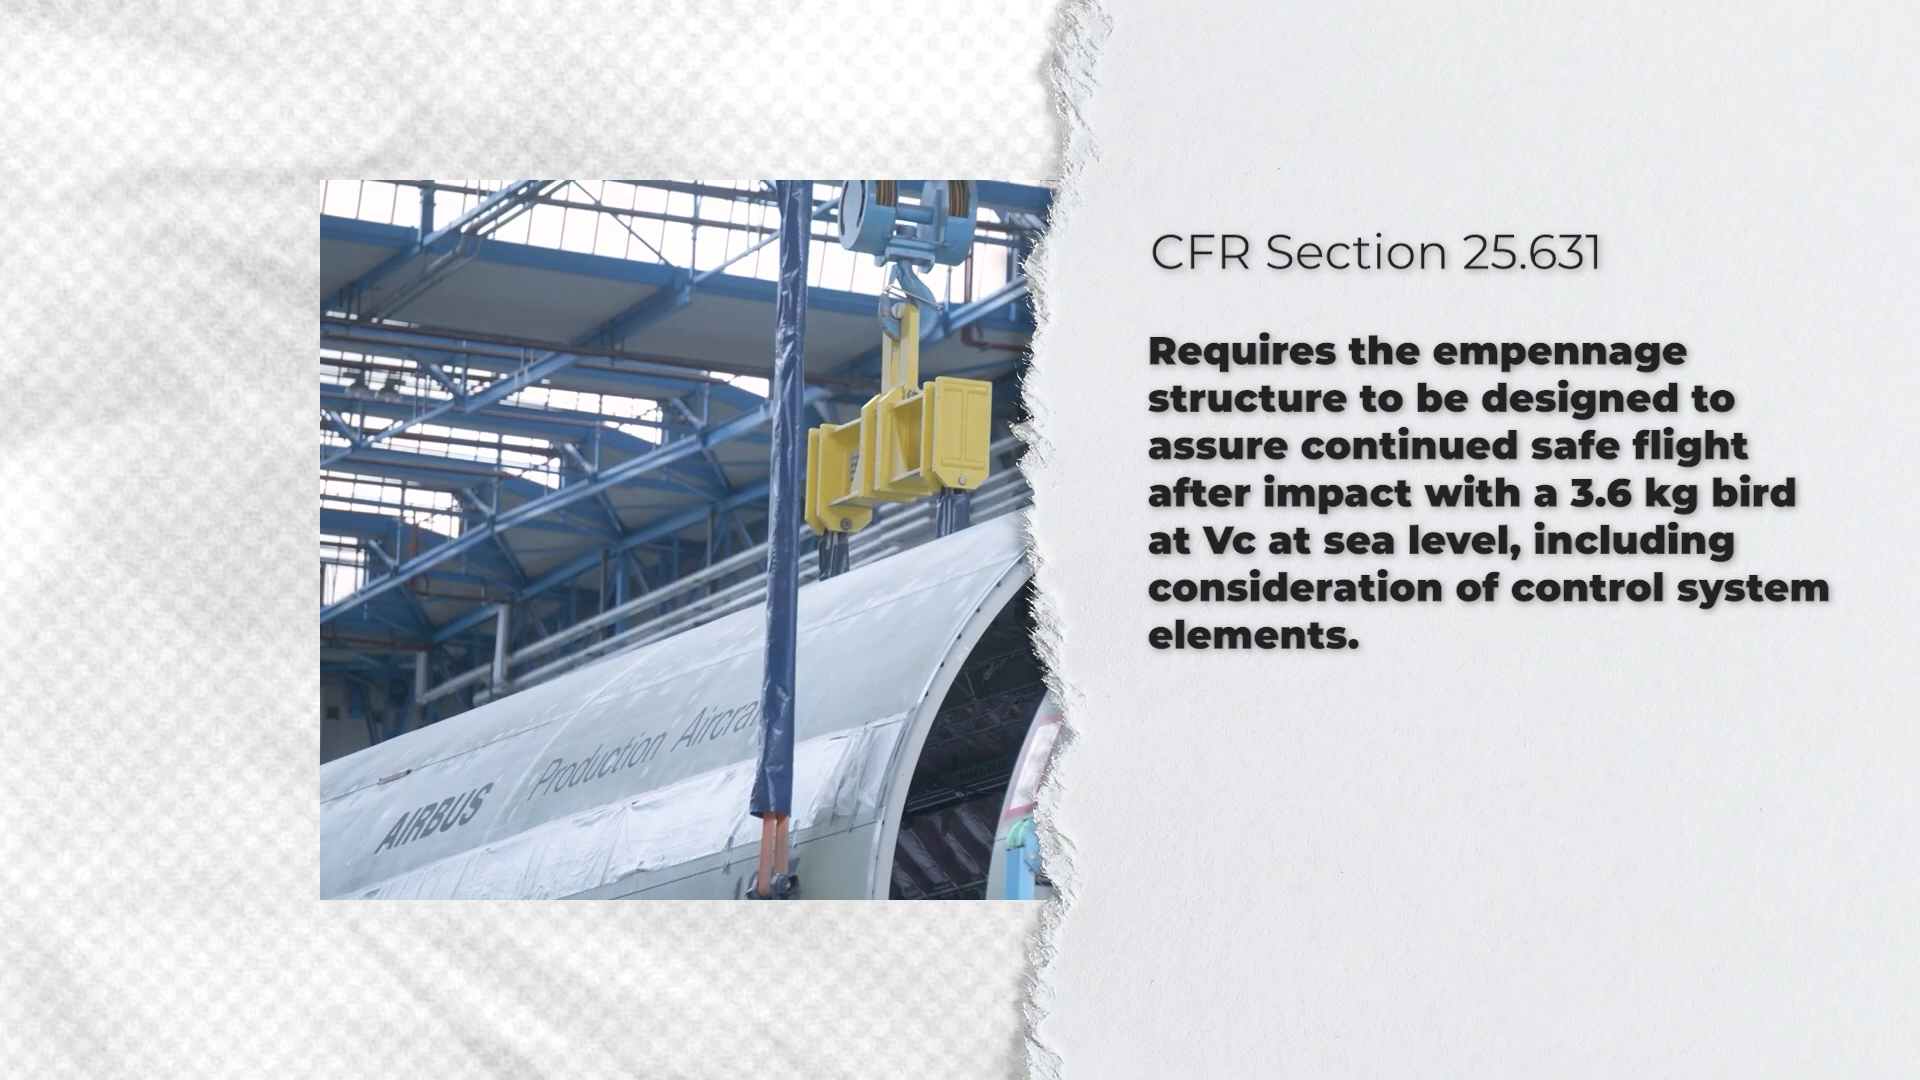 CFR Section 25.631
Requires the empennage
structure to be designed to
assure continued safe flight
after impact with a 3.6 kg bird
at Vc at sea level, including
consideration of control system
elements.
AIRBUS Production Aircraft